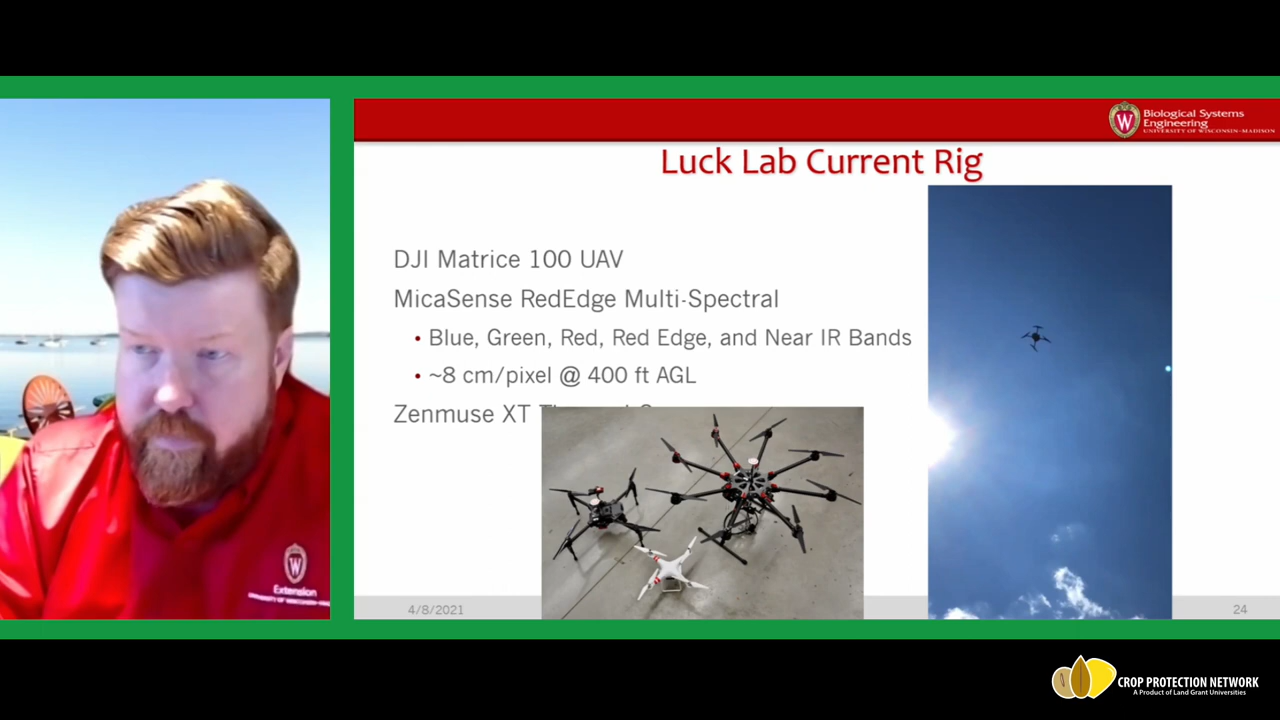 Biological Systems
Engineering
UNIVERSITY OF WISCONSIN-MADISON
Luck Lab Current Rig
DJI Matrice 100 UAV
MicaSense RedEdge Multi-Spectral
• Blue, Green, Red, Red Edge, and Near IR Bands
• ~8 cm/pixel @ 400 ft AGL
Zenmuse XT
W
Extension
4/8/2021
24
CROP PROTECTION NETWORK
A Product of Land Grant Universities